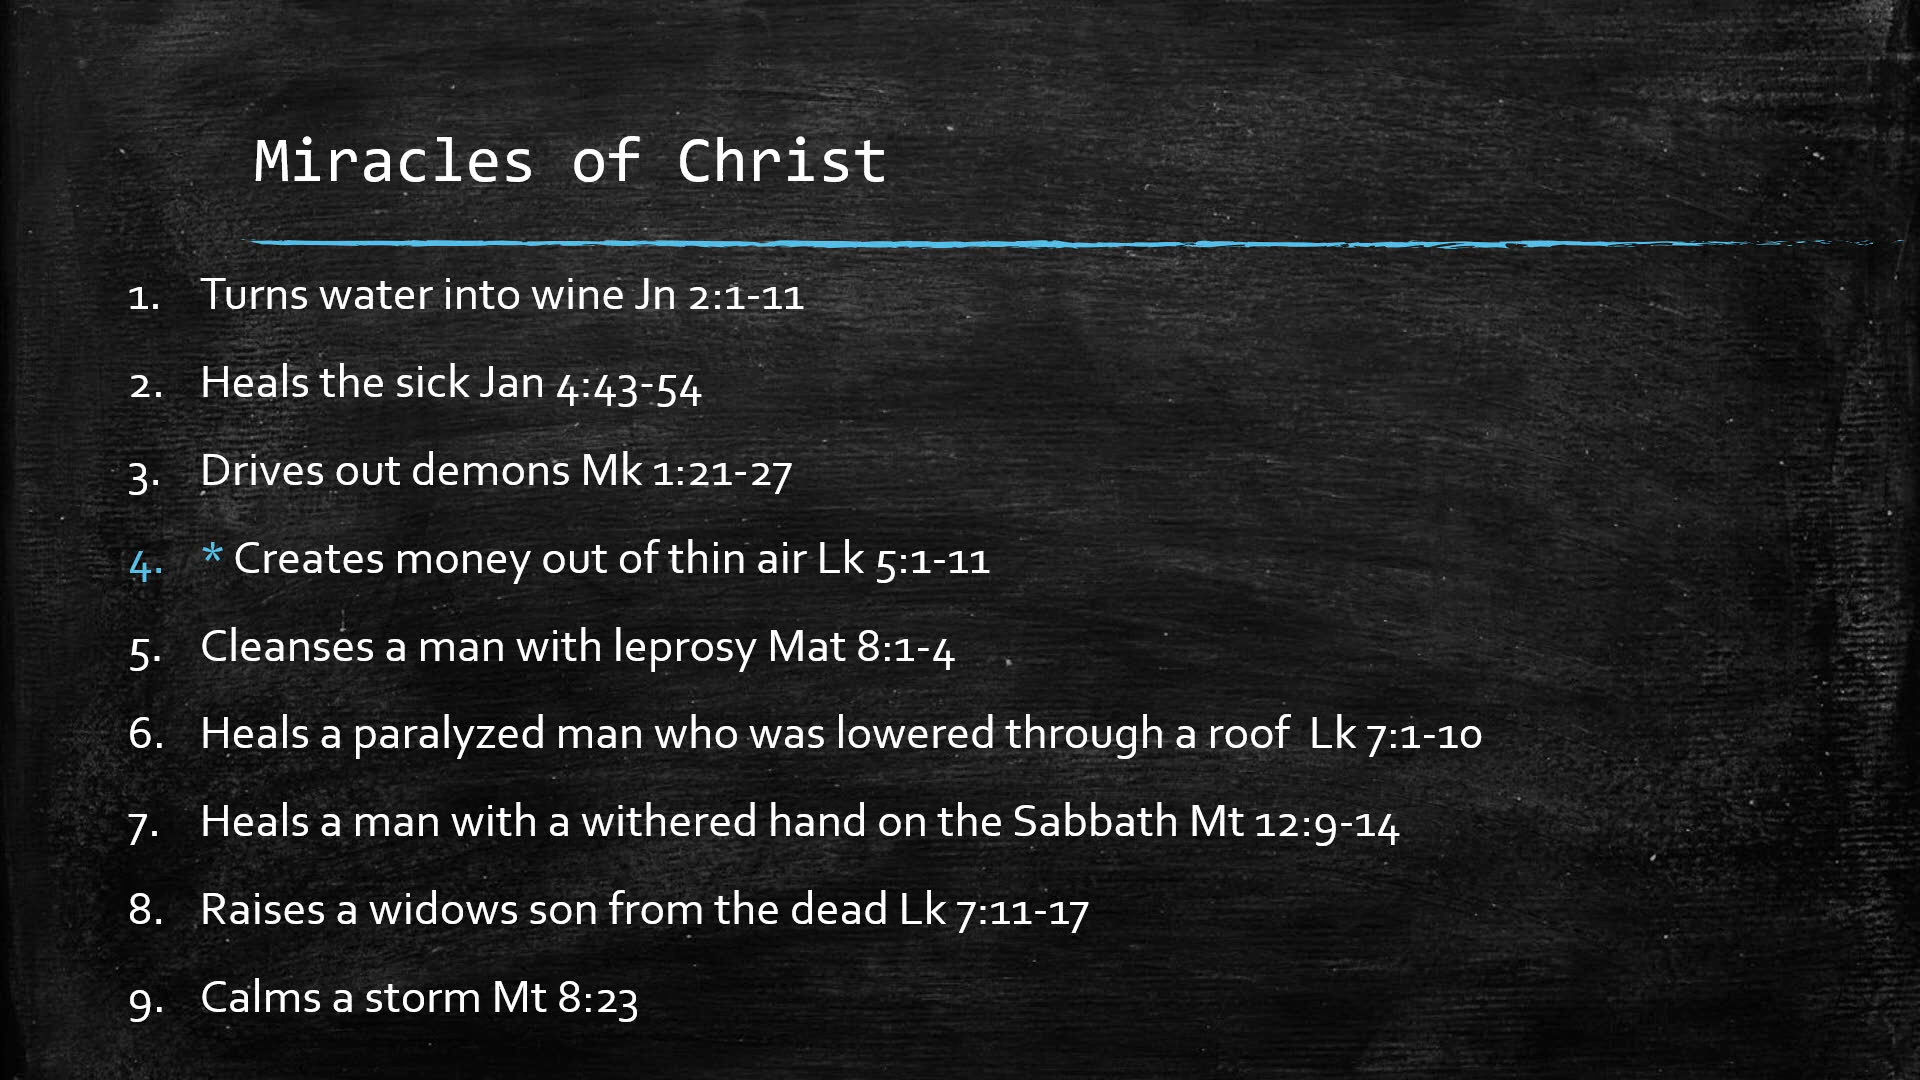 Miracles of Christ
1. Turns water into wine Jn 2:1-11
2. Heals the sick Jan 4:43-54
3. Drives out demons Mk 1:21-27
4. * Creates money out of thin air Lk 5:1-11
5. Cleanses a man with leprosy Mat 8:1-4
6. Heals a paralyzed man who was lowered through a roof  Lk 7:1-10
7. Heals a man with a withered hand on the Sabbath Mt 12:9-14
8. Raises a widows son from the dead Lk 7:11-17
9. Calms a storm Mt 8:23